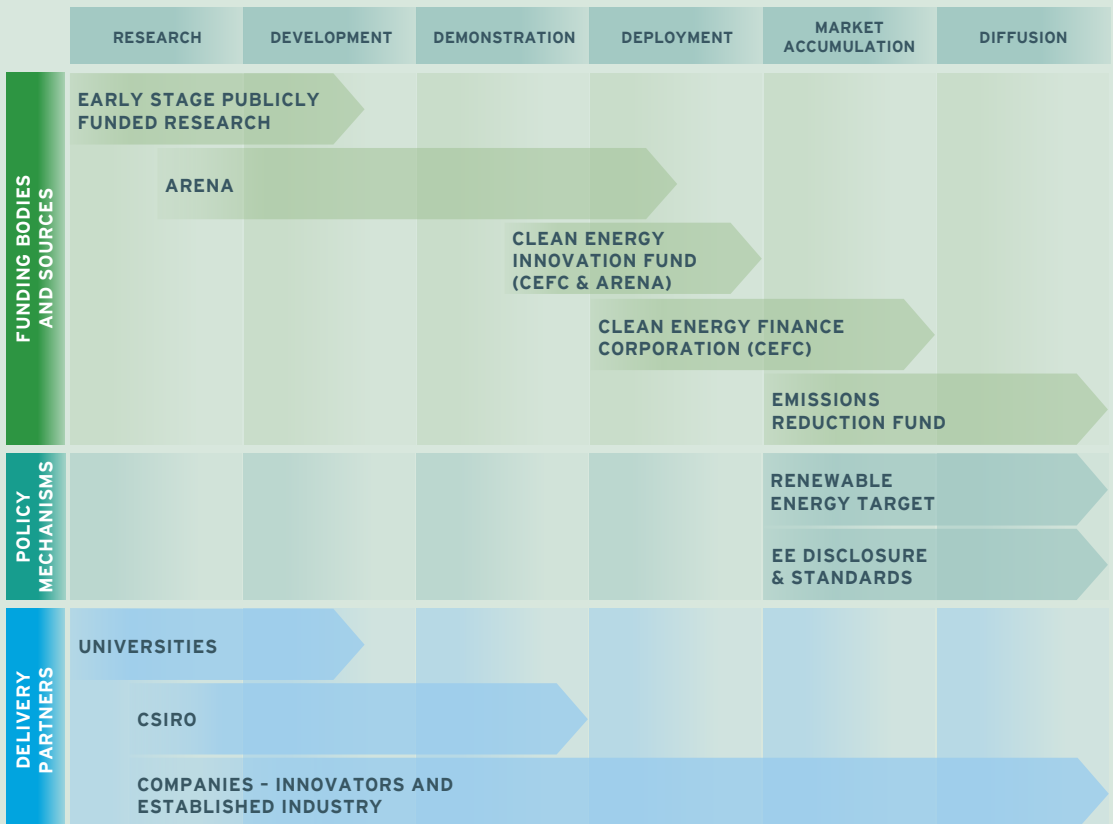 RESEARCH
DEVELOPMENT
DEMONSTRATION
DEPLOYMENT
MARKET
ACCUMULATION
DIFFUSION
FUNDING BODIES
AND SOURCES
EARLY STAGE PUBLICLY
FUNDED RESEARCH
ARENA
CLEAN ENERGY
INNOVATION FUND
(CEFC & ARENA)
CLEAN ENERGY FINANCE
CORPORATION (CEFC)
EMISSIONS
REDUCTION FUND
POLICY
MECHANISMS
RENEWABLE
ENERGY TARGET
EE DISCLOSURE
& STANDARDS
DELIVERY
PARTNERS
UNIVERSITIES
CSIRO
COMPANIES – INNOVATORS AND
ESTABLISHED INDUSTRY